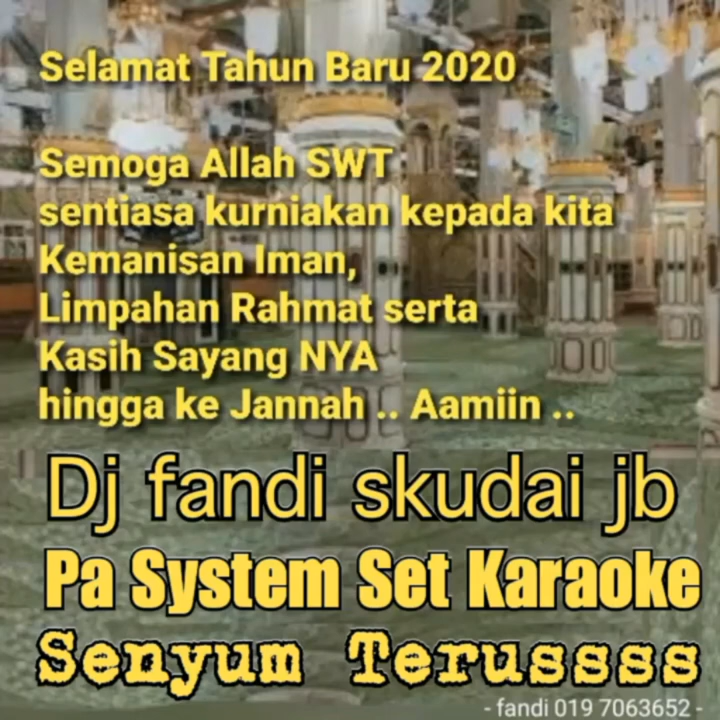 Selamat Tahun Baru 2020
Semoga Allah SWT
sentiasa kurniakan kepada kita
Kemanisan Iman,
Limpahan Rahmat serta
Kasih Sayang NYA
hingga ke Jannah .. Aamiin ..
Dj fandi skudai jb
Pa System Set Karaoke
Senyum Terussss
- fandi 019 7063652 -